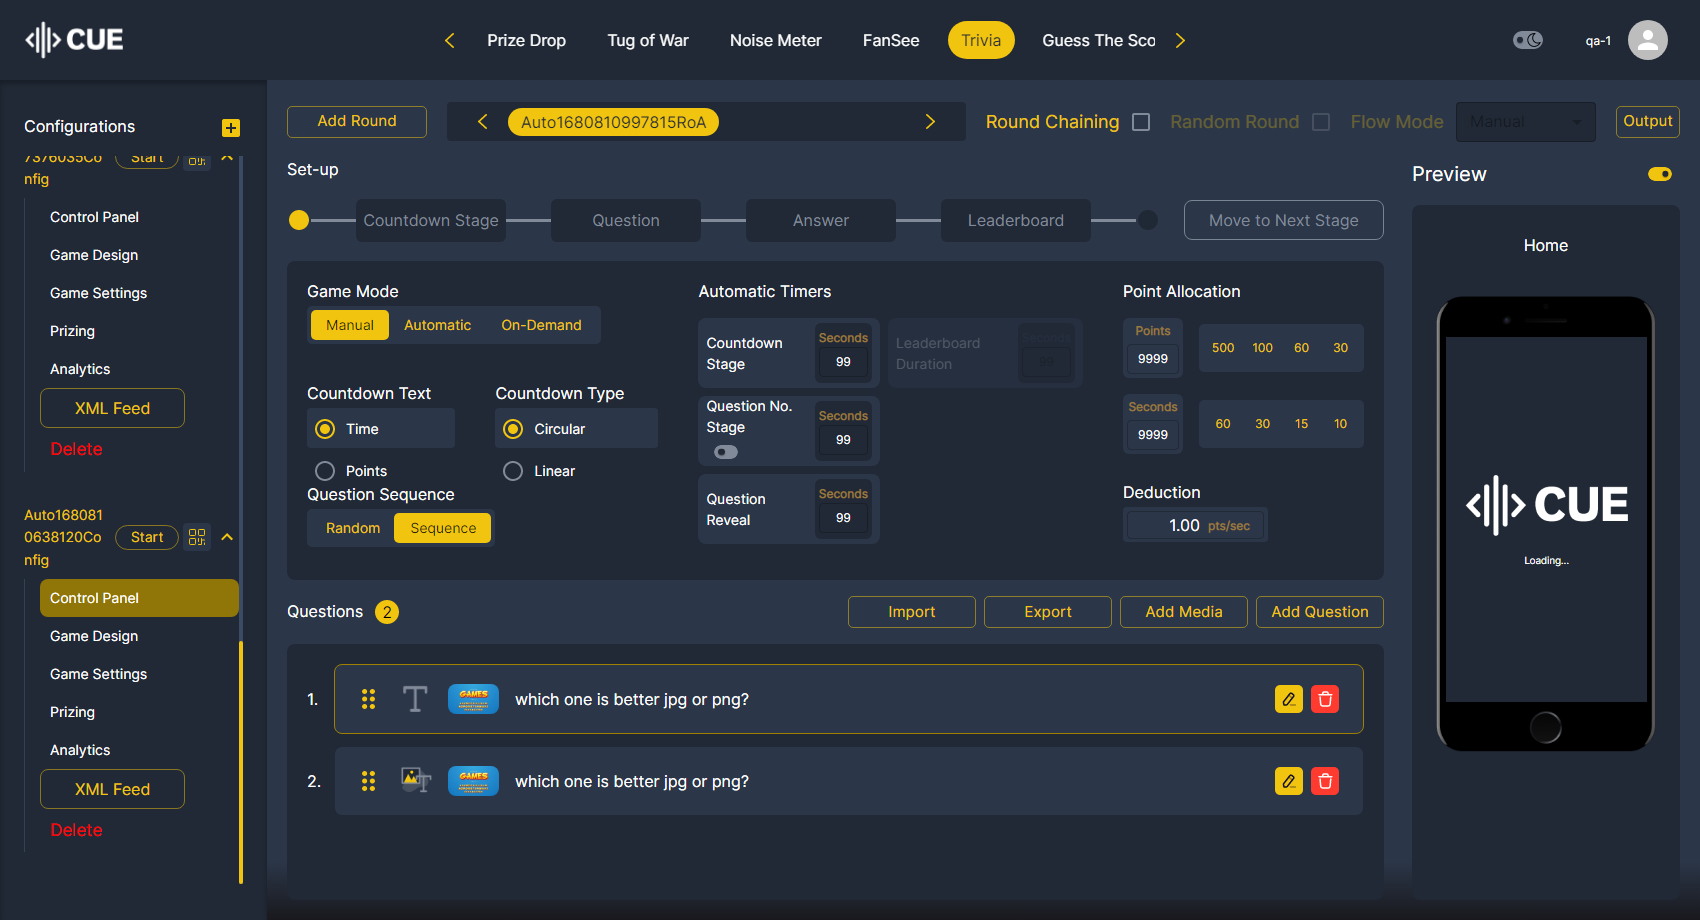 CUE
Prize Drop
Tug of War
Noise Meter
FanSee
Trivia
Guess The Sco
qa-1
Configurations
7376035Co
nfig
Start
Control Panel
Game Design
Game Settings
Prizing
Analytics
XML Feed
Delete
Auto168081
0638120Co
nfig
Start
Control Panel
Game Design
Game Settings
Prizing
Analytics
XML Feed
Delete
Add Round
Auto1680810997815RoA
Round Chaining
Random Round
Flow Mode
Manual
Output
Set-up
Countdown Stage
Question
Answer
Leaderboard
Move to Next Stage
Game Mode
Manual
Automatic
On-Demand
Countdown Text
Time
Points
Countdown Type
Circular
Linear
Question Sequence
Random
Sequence
Automatic Timers
Countdown
Stage
Seconds
99
Leaderboard
Duration
Seconds
99
Question No.
Stage
Seconds
99
Question
Reveal
Seconds
99
Point Allocation
Points
9999
500 100 60 30
Seconds
9999
60 30 15 10
Deduction
1.00 pts/sec
Questions 2
Import
Export
Add Media
Add Question
1.
GAMES
which one is better jpg or png?
2.
GAMES
which one is better jpg or png?
Preview
Home
CUE
Loading...